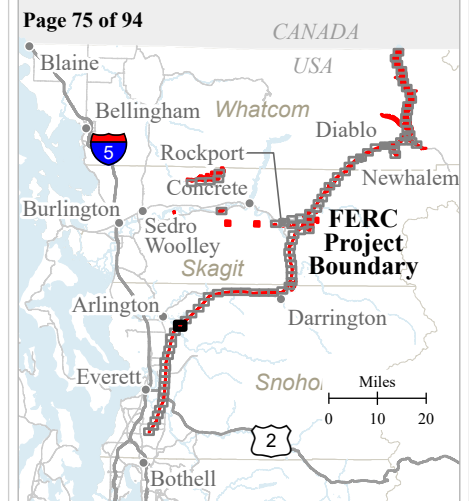 Page 75 of 94
CANADA
USA
Blaine
Bellingham
Whatcom
5
Diablo
Rockport
Newhalem
Concrete
Burlington
Sedro
Woolley
FERC
Project
Boundary
Skagit
Arlington
Darrington
Everett
Snoho
Miles
0 10 20
2
Bothell